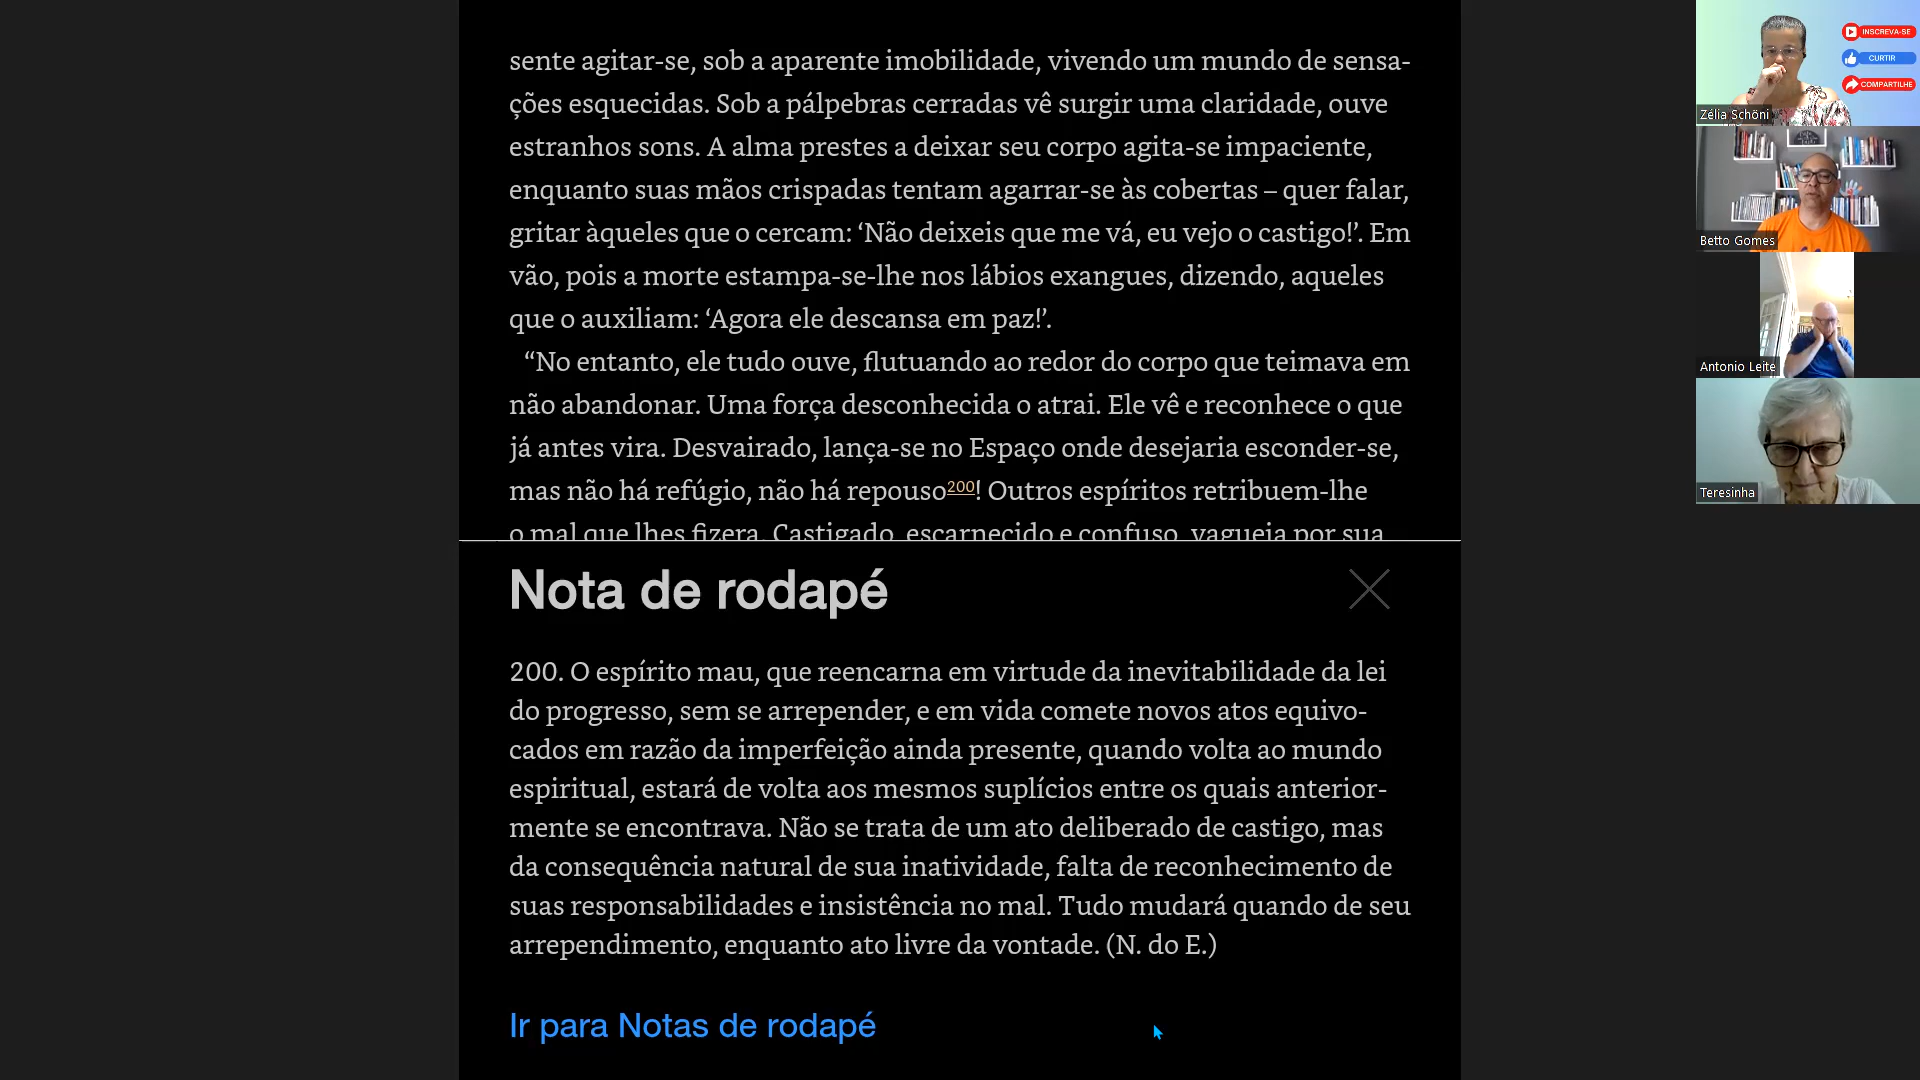 sente agitar-se, sob a aparente imobilidade, vivendo um mundo de sensa-
ções esquecidas. Sob a pálpebras cerradas vê surgir uma claridade, ouve
estranhos sons. A alma prestes a deixar seu corpo agita-se impaciente,
enquanto suas mãos crispadas tentam agarrar-se às cobertas – quer falar,
gritar àqueles que o cercam: ‘Não deixeis que me vá, eu vejo o castigo!’. Em
vão, pois a morte estampa-se-lhe nos lábios exangues, dizendo, aqueles
que o auxiliam: ‘Agora ele descansa em paz!’.
“No entanto, ele tudo ouve, flutuando ao redor do corpo que teimava em
não abandonar. Uma força desconhecida o atrai. Ele vê e reconhece o que
já antes vira. Desvairado, lança-se no Espaço onde desejaria esconder-se,
mas não há refúgio, não há repouso200! Outros espíritos retribuem-lhe
o mal que lhes fizera. Castigado, escarnecido e confuso, vagueia por sua
Nota de rodapé
200. O espírito mau, que reencarna em virtude da inevitabilidade da lei
do progresso, sem se arrepender, e em vida comete novos atos equivo-
cados em razão da imperfeição ainda presente, quando volta ao mundo
espiritual, estará de volta aos mesmos suplícios entre os quais anterior-
mente se encontrava. Não se trata de um ato deliberado de castigo, mas
da consequência natural de sua inatividade, falta de reconhecimento de
suas responsabilidades e insistência no mal. Tudo mudará quando de seu
arrependimento, enquanto ato livre da vontade. (N. do E.)
Ir para Notas de rodapé
INSCREVA-SE
CURTIR
COMPARTILHE
Zélia Schöni
Betto Gomes
Antonio Leite
Teresinha